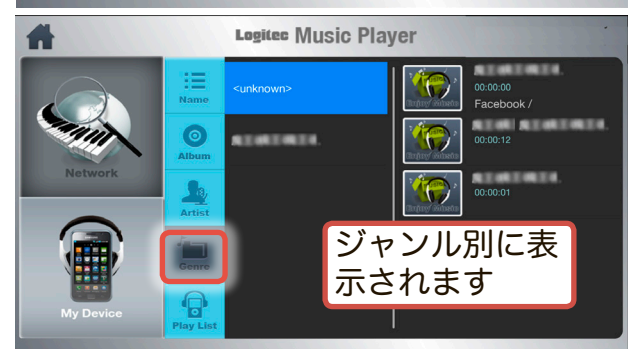 Logitec Music Player
Name
Album
Artist
Genre
Play List
Network
My Device
<unknown>
00:00:00
Facebook /
00:00:12
00:00:01
ジャンル別に表
示されます